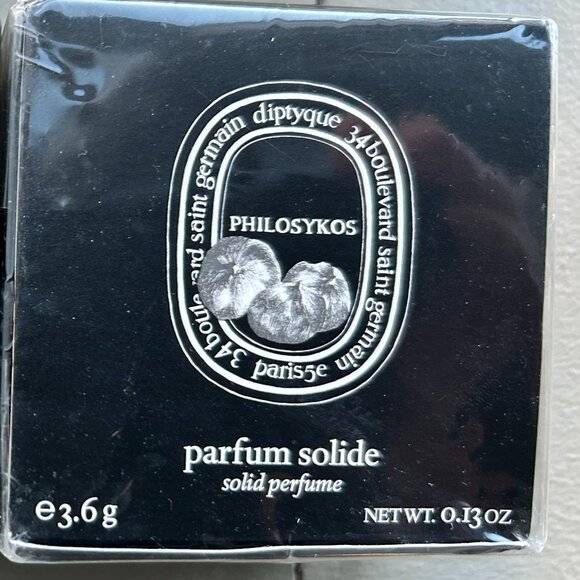 diptyque 34 boulevard saint germain
paris 5e
34 boulevard saint germain
PHILOSYKOS
parfum solide
solid perfume
e3.6g
NET WT. 0.13 OZ